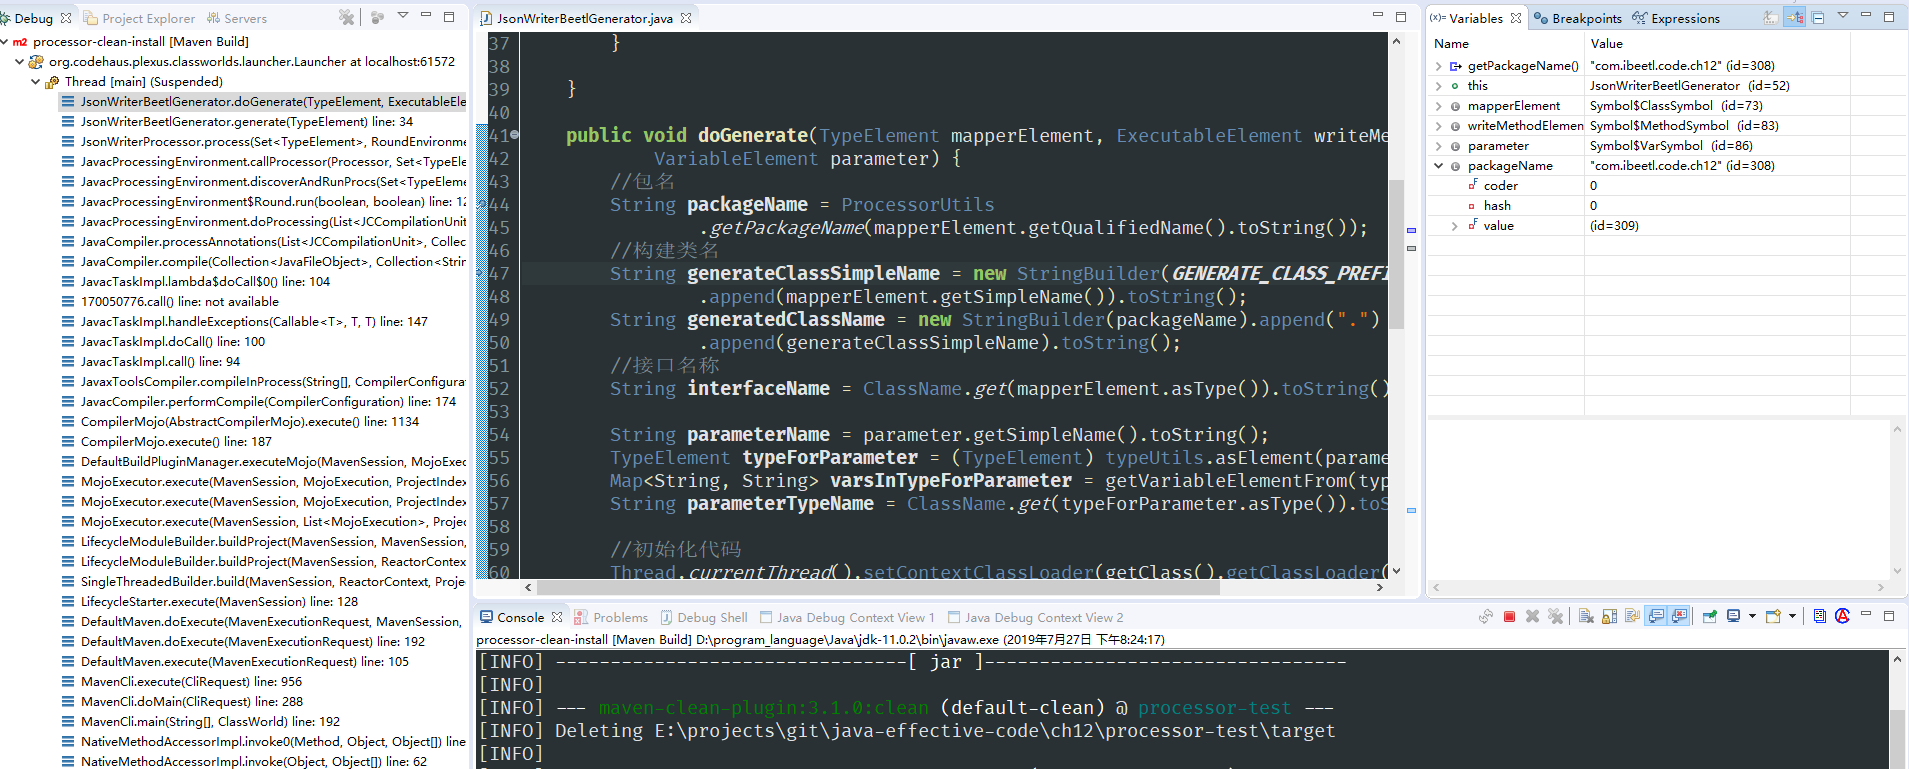 Debug
Project Explorer
Servers
processor-clean-install [Maven Build]
org.codehaus.plexus.classworlds.launcher.Launcher at localhost:61572
Thread [main] (Suspended)
JsonWriterBeetlGenerator.doGenerate(TypeElement, ExecutableEle
JsonWriterBeetlGenerator.generate(TypeElement) line: 34
JsonWriterProcessor.process(Set<TypeElement>, RoundEnvironme
JavacProcessingEnvironment.callProcessor(Processor, Set<TypeEle
JavacProcessingEnvironment.discoverAndRunProcs(Set<TypeEleme
JavacProcessingEnvironment$Round.run(boolean, boolean) line: 12
JavacProcessingEnvironment.doProcessing(List<JCCompilationUnit
JavaCompiler.processAnnotations(List<JCCompilationUnit>, Collec
JavaCompiler.compile(Collection<JavaFileObject>, Collection<Strin
JavacTaskImpl.lambda$doCall$0() line: 104
170050776.call() line: not available
JavacTaskImpl.handleExceptions(Callable<T>, T, T) line: 147
JavacTaskImpl.doCall() line: 100
JavacTaskImpl.call() line: 94
JavaxToolsCompiler.compileInProcess(String[], CompilerConfigura
JavacCompiler.performCompile(CompilerConfiguration) line: 174
CompilerMojo(AbstractCompilerMojo).execute() line: 1134
CompilerMojo.execute() line: 187
DefaultBuildPluginManager.executeMojo(MavenSession, MojoExec
MojoExecutor.execute(MavenSession, MojoExecution, ProjectIndex
MojoExecutor.execute(MavenSession, MojoExecution, ProjectIndex
MojoExecutor.execute(MavenSession, List<MojoExecution>, Projec
LifecycleModuleBuilder.buildProject(MavenSession, MavenSession,
LifecycleModuleBuilder.buildProject(MavenSession, ReactorContex
SingleThreadedBuilder.build(MavenSession, ReactorContext, Proje
LifecycleStarter.execute(MavenSession) line: 128
DefaultMaven.doExecute(MavenExecutionRequest, MavenSession,
DefaultMaven.doExecute(MavenExecutionRequest) line: 192
DefaultMaven.execute(MavenExecutionRequest) line: 105
MavenCli.execute(CliRequest) line: 956
MavenCli.doMain(CliRequest) line: 288
MavenCli.main(String[], ClassWorld) line: 192
NativeMethodAccessorImpl.invoke0(Method, Object, Object[]) line
NativeMethodAccessorImpl.invoke(Object, Object[]) line: 62
JsonWriterBeetlGenerator.java
37 }
38
39 }
40
41 public void doGenerate(TypeElement mapperElement, ExecutableElement writeMe
42 VariableElement parameter) {
43 //包名
44 String packageName = ProcessorUtils
45 .getPackageName(mapperElement.getQualifiedName().toString());
46 //构建类名
47 String generateClassSimpleName = new StringBuilder(GENERATE_CLASS_PREFI
48 .append(mapperElement.getSimpleName()).toString();
49 String generatedClassName = new StringBuilder(packageName).append(".")
50 .append(generateClassSimpleName).toString();
51 //接口名称
52 String interfaceName = ClassName.get(mapperElement.asType()).toString()
53
54 String parameterName = parameter.getSimpleName().toString();
55 TypeElement typeForParameter = (TypeElement) typeUtils.asElement(parame
56 Map<String, String> varsInTypeForParameter = getVariableElementFrom(typ
57 String parameterTypeName = ClassName.get(typeForParameter.asType()).toS
58
59 //初始化代码
60 Thread.currentThread().setContextClassLoader(getClass().getClassLoader(
(x)= Variables
Breakpoints
Expressions
Name Value
getPackageName() "com.ibeetl.code.ch12" (id=308)
this JsonWriterBeetlGenerator (id=52)
mapperElement Symbol$ClassSymbol (id=73)
writeMethodElemen Symbol$MethodSymbol (id=83)
parameter Symbol$VarSymbol (id=86)
packageName "com.ibeetl.code.ch12" (id=308)
coder 0
hash 0
value (id=309)
Console
Problems
Debug Shell
Java Debug Context View 1
Java Debug Context View 2
processor-clean-install [Maven Build] D:\program_language\Java\jdk-11.0.2\bin\javaw.exe (2019年7月27日 下午8:24:17)
[INFO] --------------------------------[ jar ]---------------------------------
[INFO]
[INFO] --- maven-clean-plugin:3.1.0:clean (default-clean) @ processor-test ---
[INFO] Deleting E:\projects\git\java-effective-code\ch12\processor-test\target
[INFO]